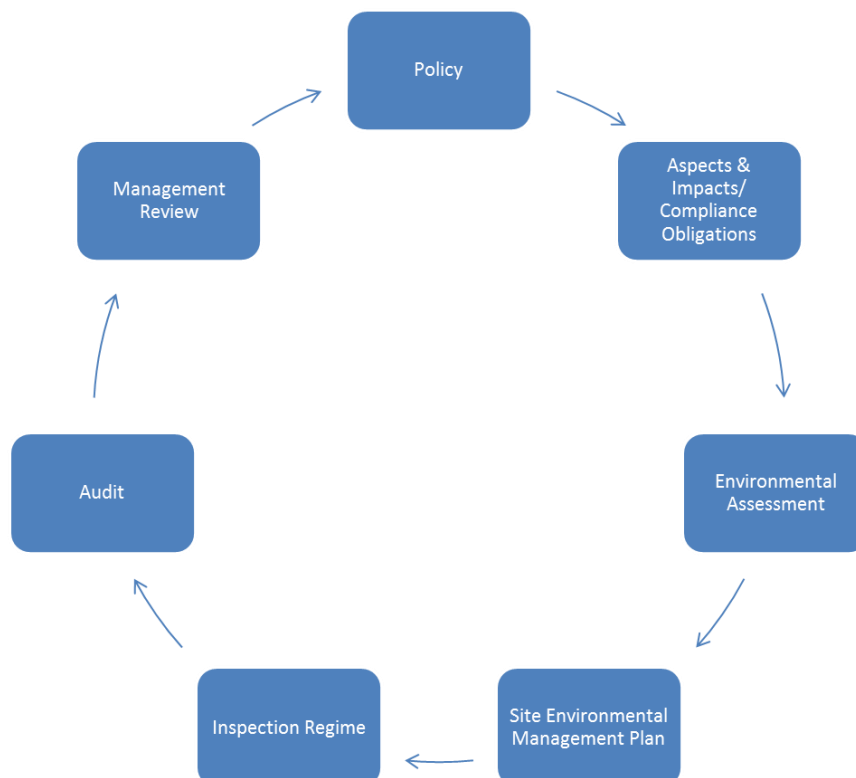 Policy
Aspects &
Impacts/
Compliance
Obligations
Environmental
Assessment
Site Environmental
Management Plan
Inspection Regime
Audit
Management
Review